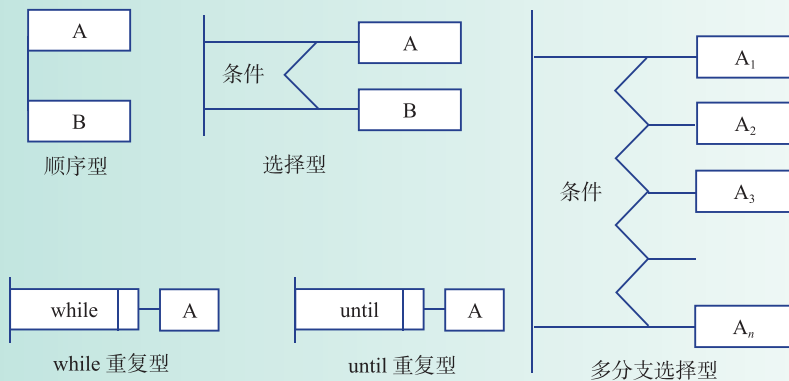 A
B
顺序型
条件
A
B
选择型
条件
A₁
A₂
A₃
Aₙ
多分支选择型
while
A
while 重复型
until
A
until 重复型